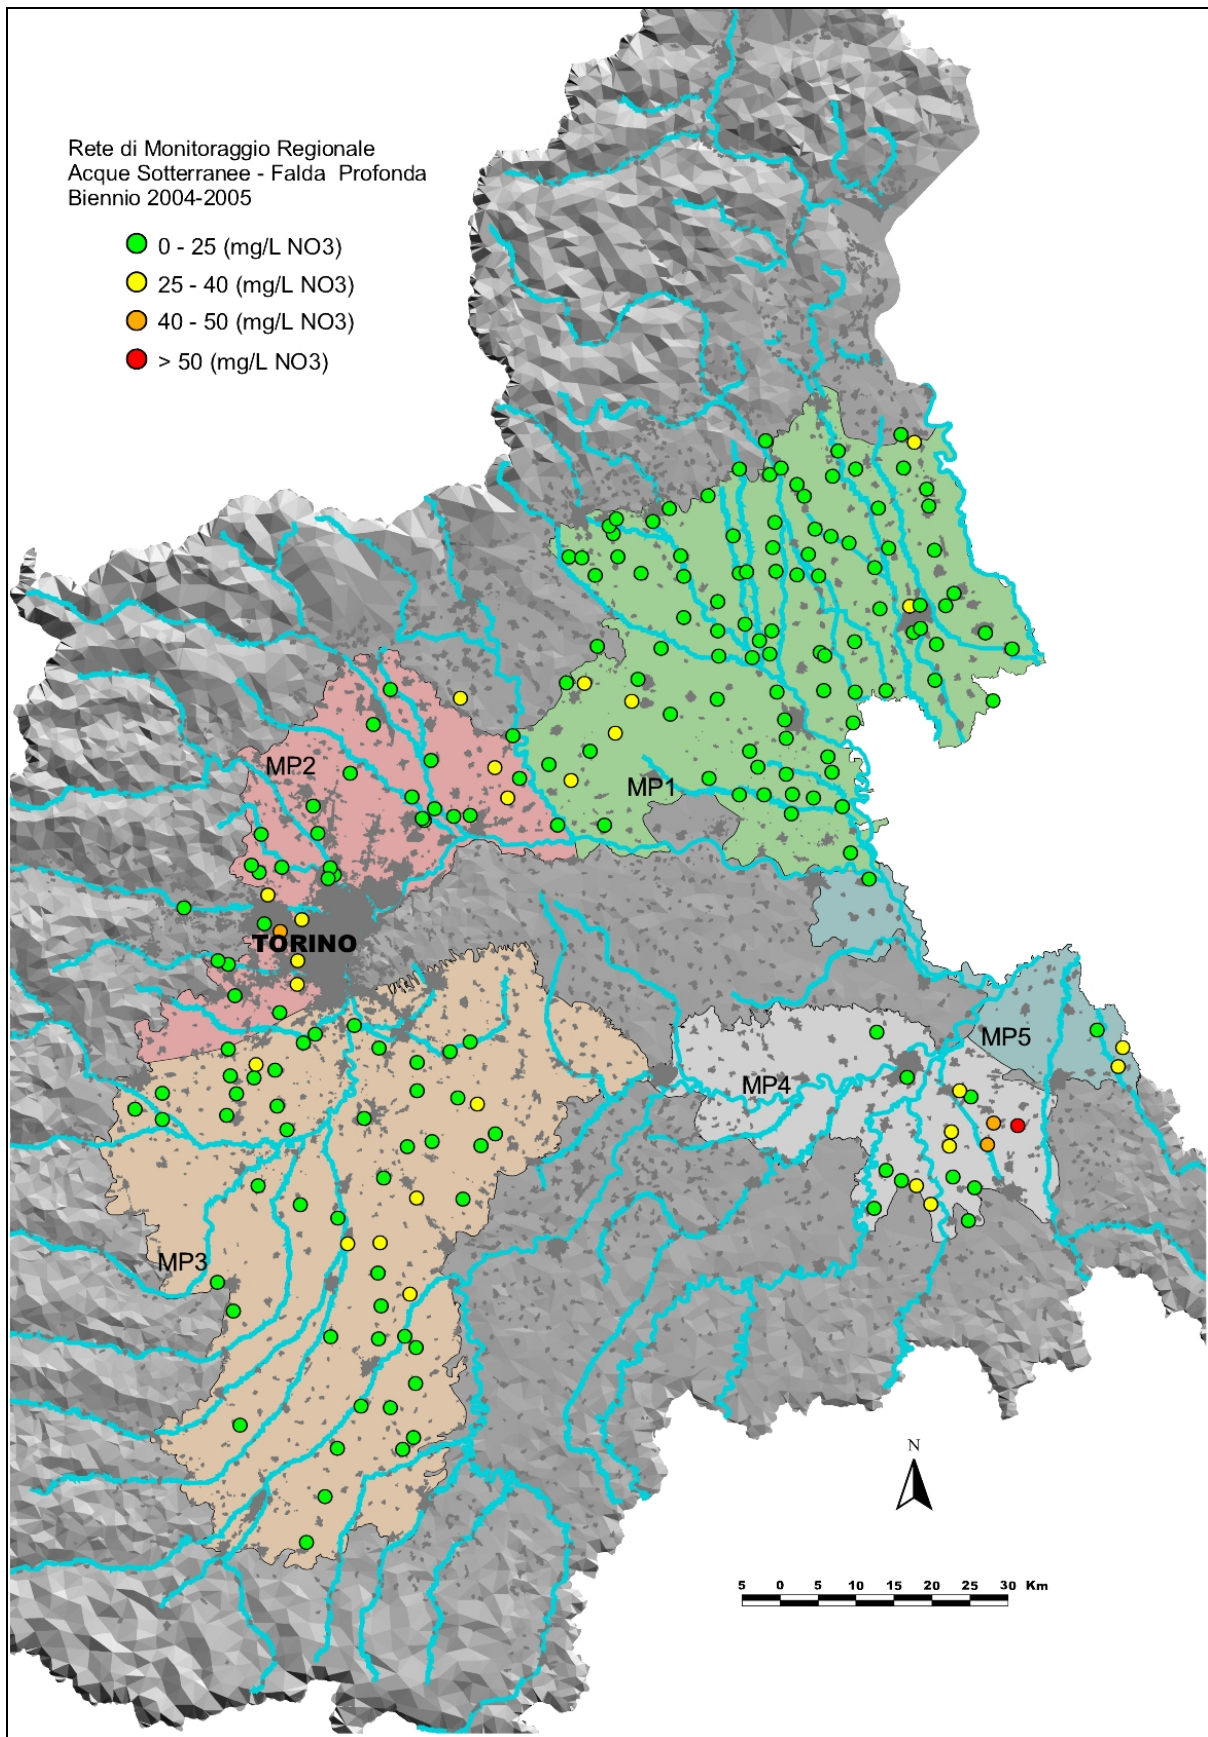 Rete di Monitoraggio Regionale
Acque Sotterranee - Falda Profonda
Biennio 2004-2005
0 - 25 (mg/L NO3)
25 - 40 (mg/L NO3)
40 - 50 (mg/L NO3)
> 50 (mg/L NO3)
MP2
MP1
TORINO
MP5
MP4
MP3
N
5 0 5 10 15 20 25 30 Km